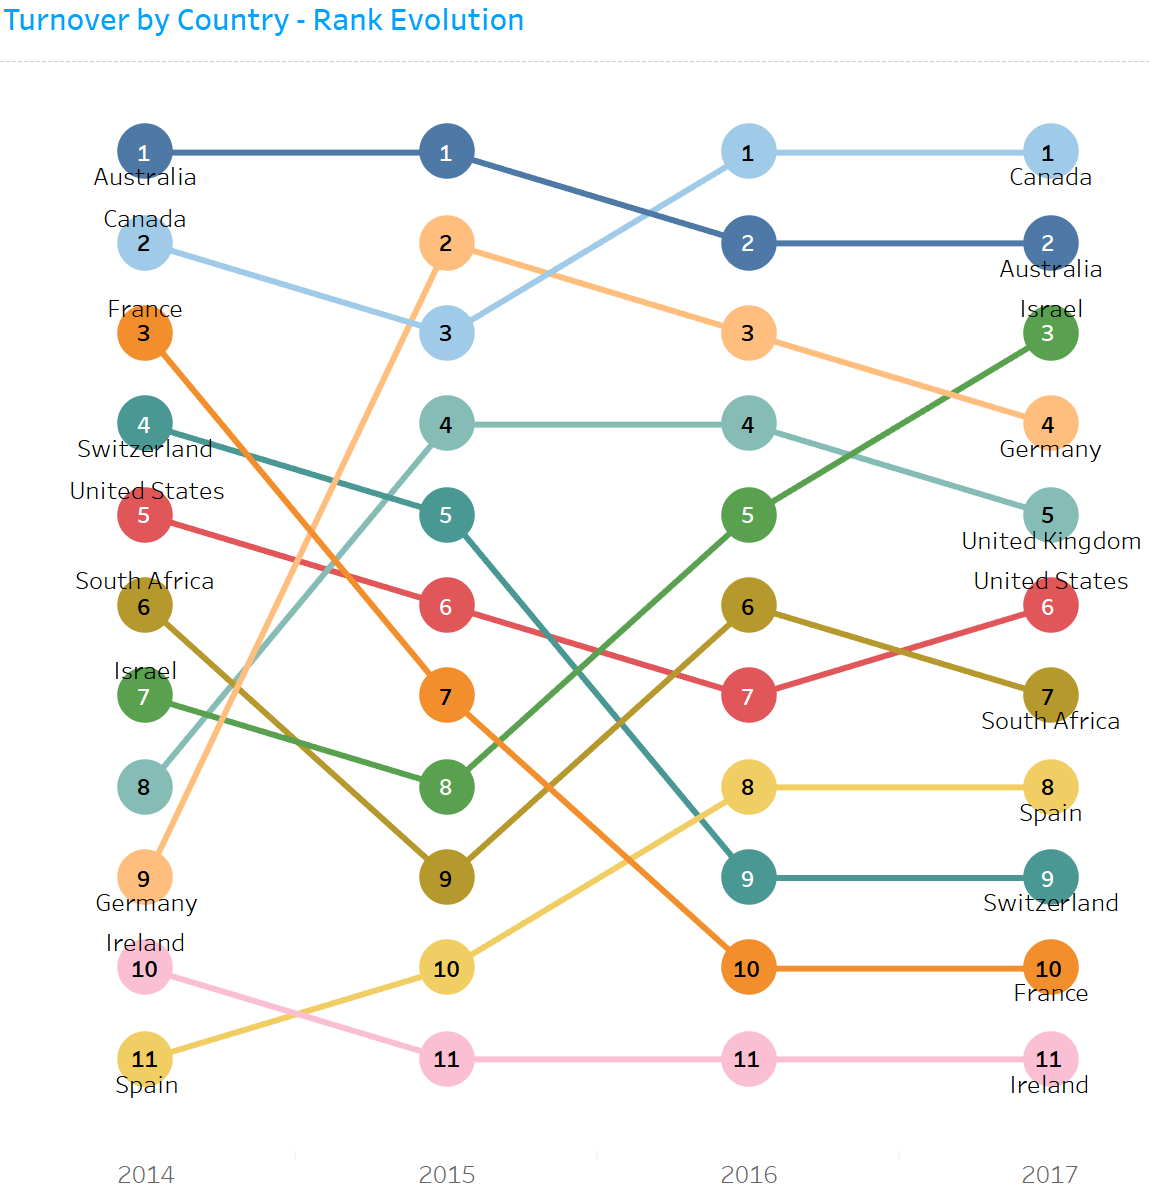 Turnover by Country - Rank Evolution
1 1 1 1
Australia Canada
Canada
2 2 2 2
Australia
France Israel
3 3 3 3
4 4 4 4
Switzerland Germany
United States
5 5 5 5
United Kingdom
South Africa United States
6 6 6 6
Israel
7 7 7 7
South Africa
8 8 8 8
Spain
9 9 9 9
Germany Switzerland
Ireland
10 10 10 10
France
11 11 11 11
Spain Ireland
2014 2015 2016 2017